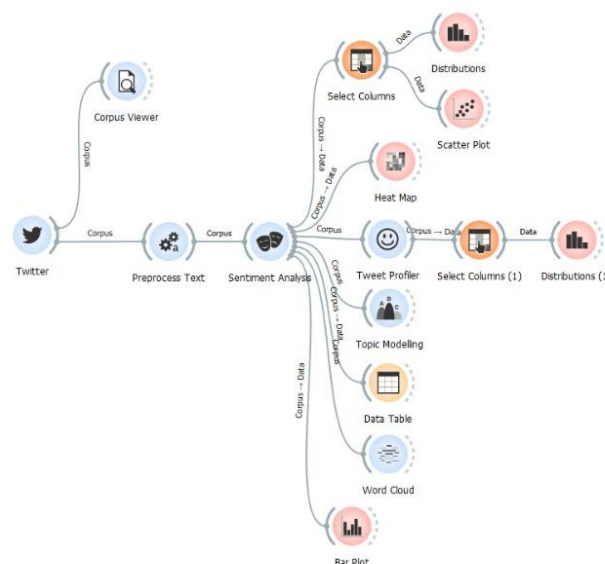 Data
Distributions
Select Columns
Data
Corpus Viewer
Scatter Plot
Corpus
Corpus → Data
Corpus → Data
Heat Map
Corpus
Corpus
Corpus
Corpus → Data
Data
Twitter
Preprocess Text
Sentiment Analysis
Tweet Profiler
Select Columns (1)
Distributions (1
Corpus
Corpus → Data
Corpus
Topic Modelling
Corpus → Data
Data Table
Word Cloud
Bar Plot